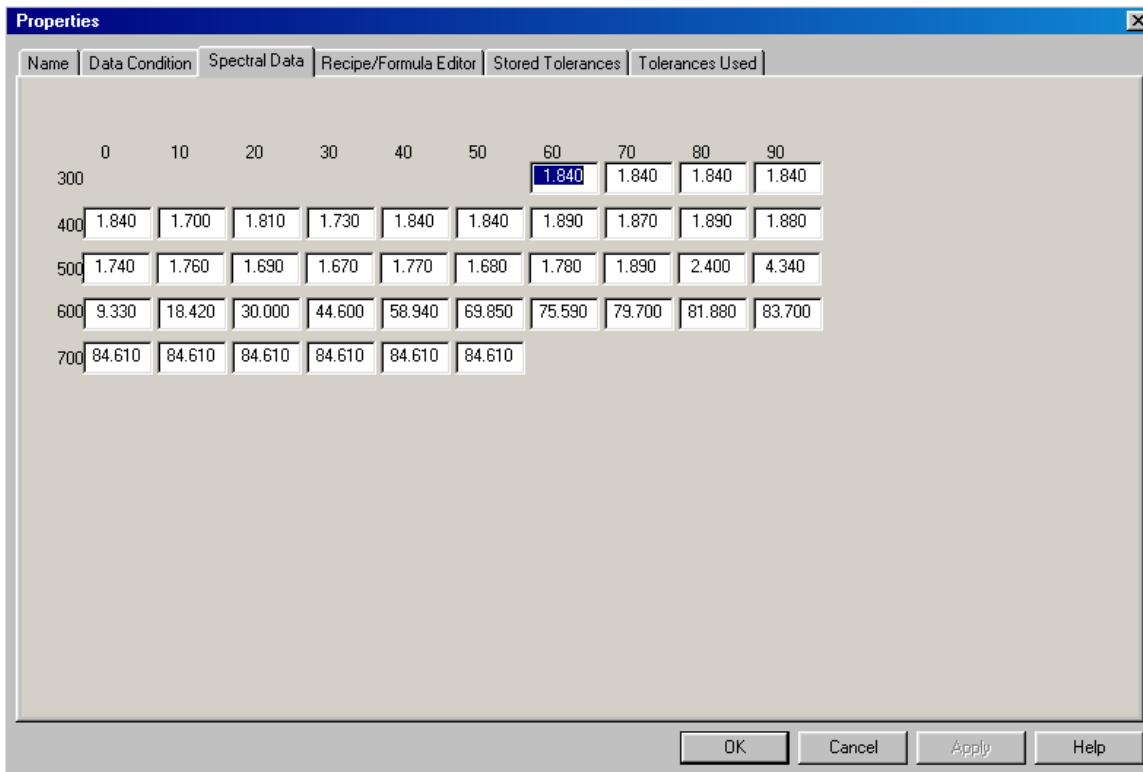 Properties
Name Data Condition Spectral Data Recipe/Formula Editor Stored Tolerances Tolerances Used
0 10 20 30 40 50 60 70 80 90
300 1.840 1.840 1.840 1.840
400 1.840 1.700 1.810 1.730 1.840 1.840 1.890 1.870 1.890 1.880
500 1.740 1.760 1.690 1.670 1.770 1.680 1.780 1.890 2.400 4.340
600 9.330 18.420 30.000 44.600 58.940 69.850 75.590 79.700 81.880 83.700
700 84.610 84.610 84.610 84.610 84.610 84.610
OK Cancel Apply Help